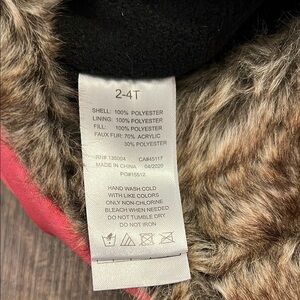 2-4T
SHELL: 100% POLYESTER
LINING: 100% POLYESTER
FILL: 100% POLYESTER
FAUX FUR: 70% ACRYLIC
30% POLYESTER
CA#45117
MADE IN CHINA 04/2020
PO#15512
HAND WASH COLD
WITH LIKE COLORS
ONLY NON-CHLORINE
BLEACH WHEN NEEDED
DO NOT TUMBLE DRY
DO NOT IRON